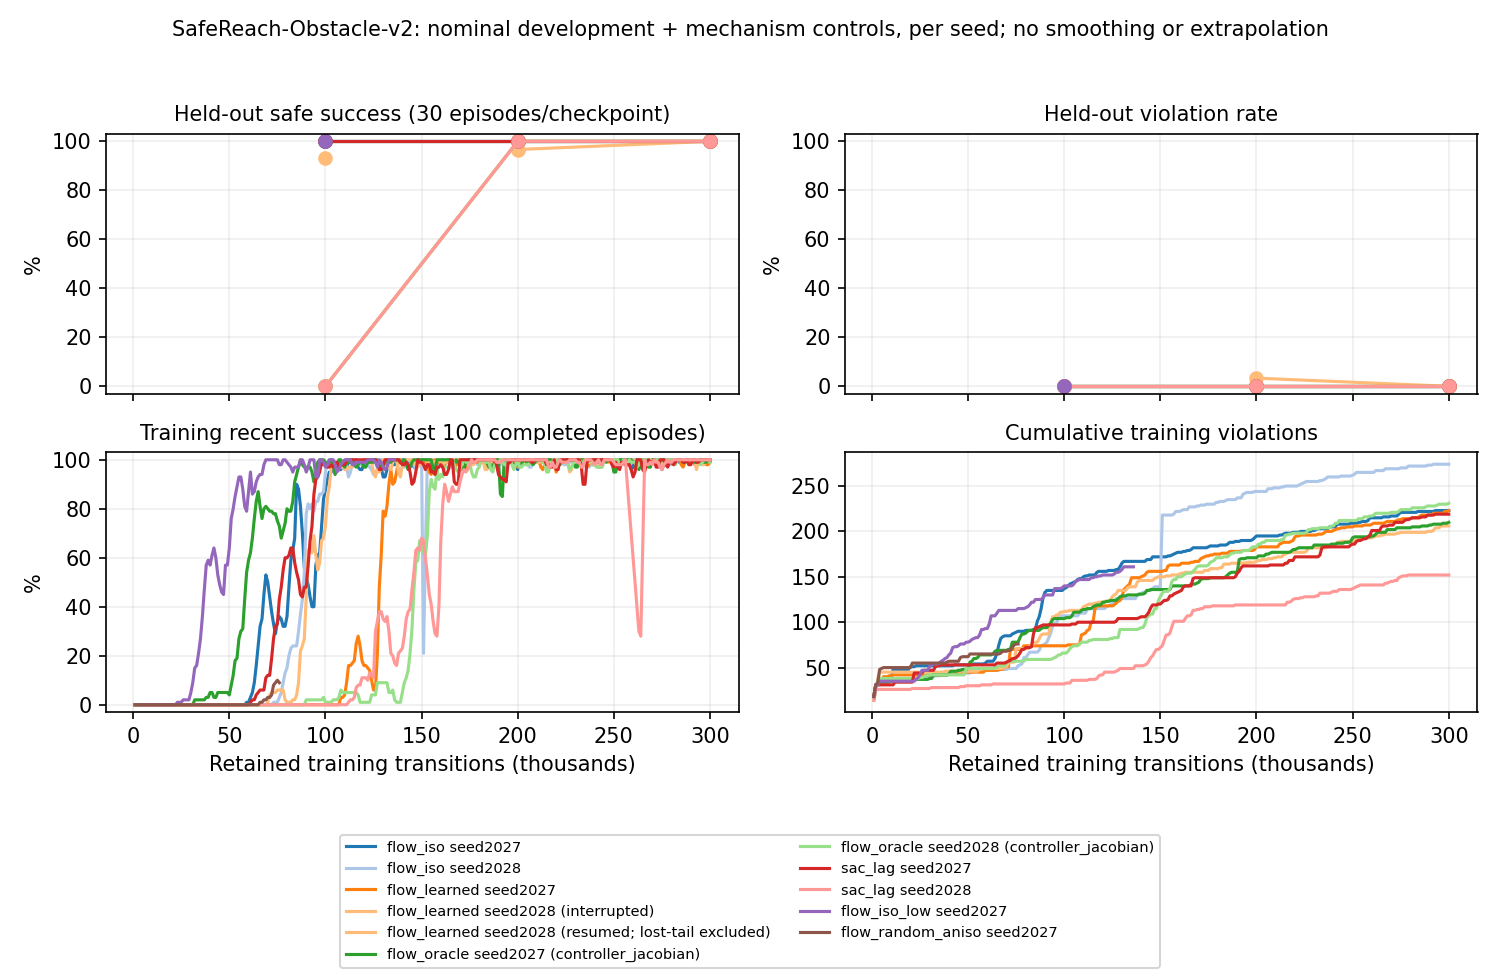 SafeReach-Obstacle-v2: nominal development + mechanism controls, per seed; no smoothing or extrapolation
Held-out safe success (30 episodes/checkpoint)
%
100
80
60
40
20
0
Held-out violation rate
%
100
80
60
40
20
0
Training recent success (last 100 completed episodes)
%
100
80
60
40
20
0
0 50 100 150 200 250 300
Retained training transitions (thousands)
Cumulative training violations
250
200
150
100
50
0 50 100 150 200 250 300
Retained training transitions (thousands)
flow_iso seed2027
flow_iso seed2028
flow_learned seed2027
flow_learned seed2028 (interrupted)
flow_learned seed2028 (resumed; lost-tail excluded)
flow_oracle seed2027 (controller_jacobian)
flow_oracle seed2028 (controller_jacobian)
sac_lag seed2027
sac_lag seed2028
flow_iso_low seed2027
flow_random_aniso seed2027